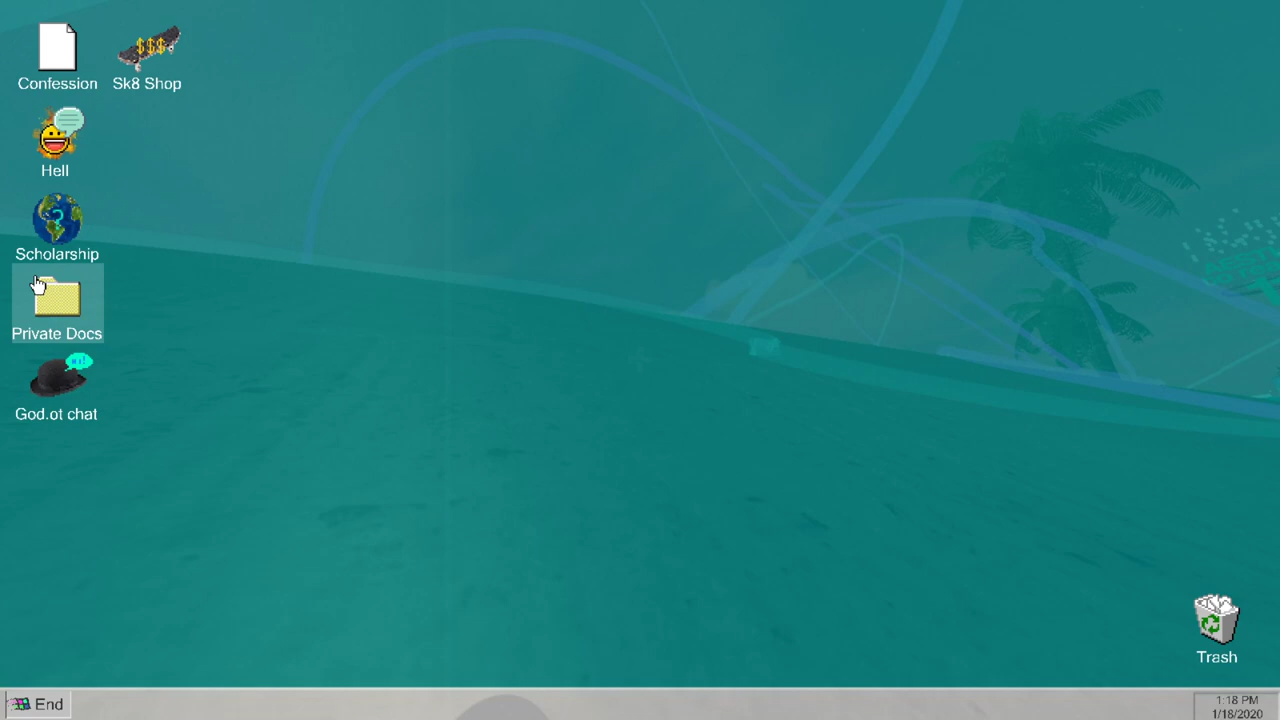 Confession
$$$
Sk8 Shop
Hell
?
Scholarship
Private Docs
God.ot chat
Trash
End
1:18 PM
1/18/2020